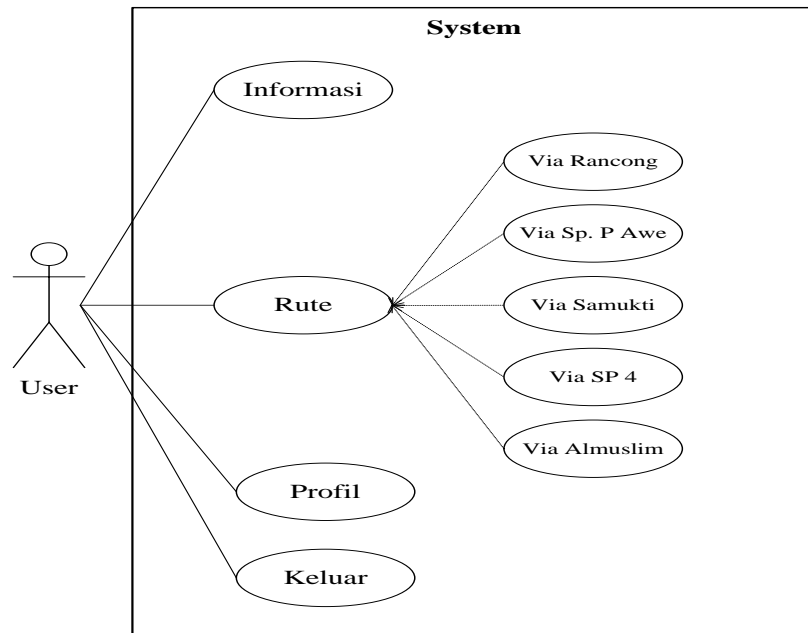 System
Informasi
Via Rancong
Via Sp. P Awe
Rute
Via Samukti
Via SP 4
User
Via Almuslim
Profil
Keluar